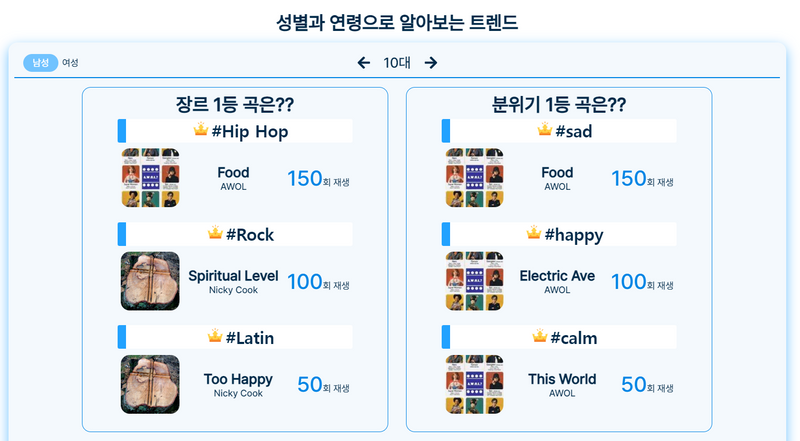 성별과 연령으로 알아보는 트렌드
남성 여성
10대
장르 1등 곡은??
#Hip Hop
Food
AWOL
150회 재생
#Rock
Spiritual Level
Nicky Cook
100회 재생
#Latin
Too Happy
Nicky Cook
50회 재생
분위기 1등 곡은??
#sad
Food
AWOL
150회 재생
#happy
Electric Ave
AWOL
100회 재생
#calm
This World
AWOL
50회 재생